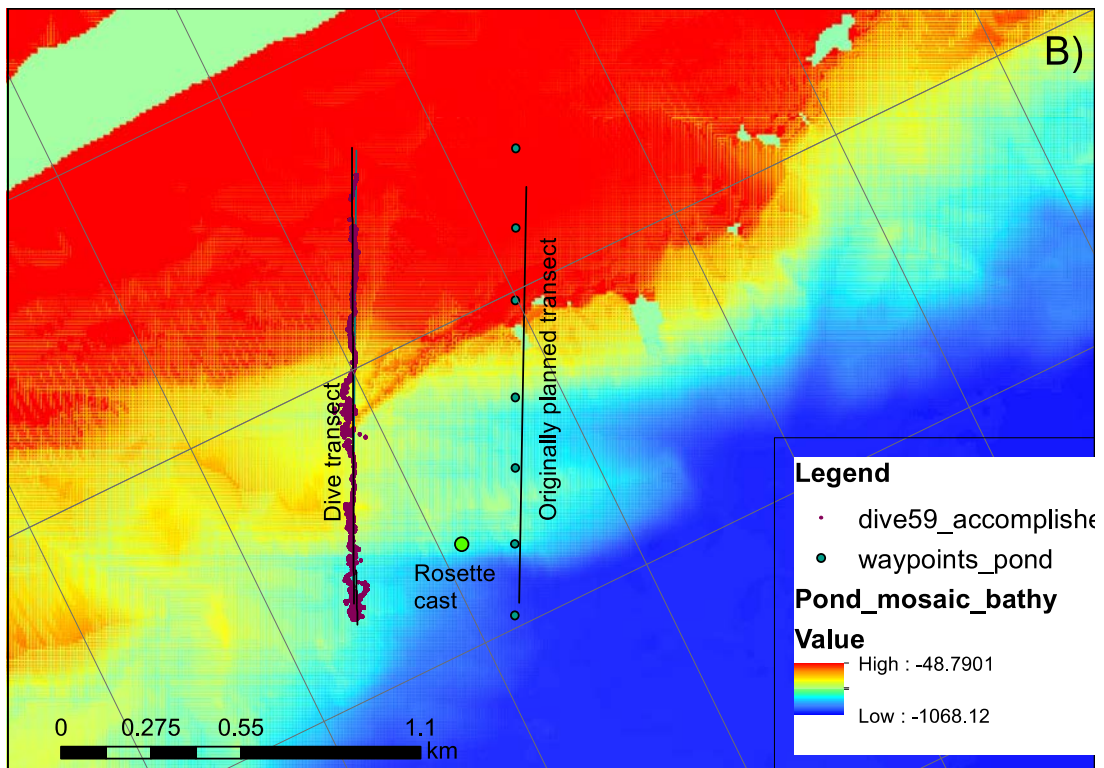 B)
Dive transect
Originally planned transect
Rosette
cast
Legend
dive59_accomplishe
waypoints_pond
Pond_mosaic_bathy
Value
High : -48.7901
Low : -1068.12
0 0.275 0.55 1.1
km